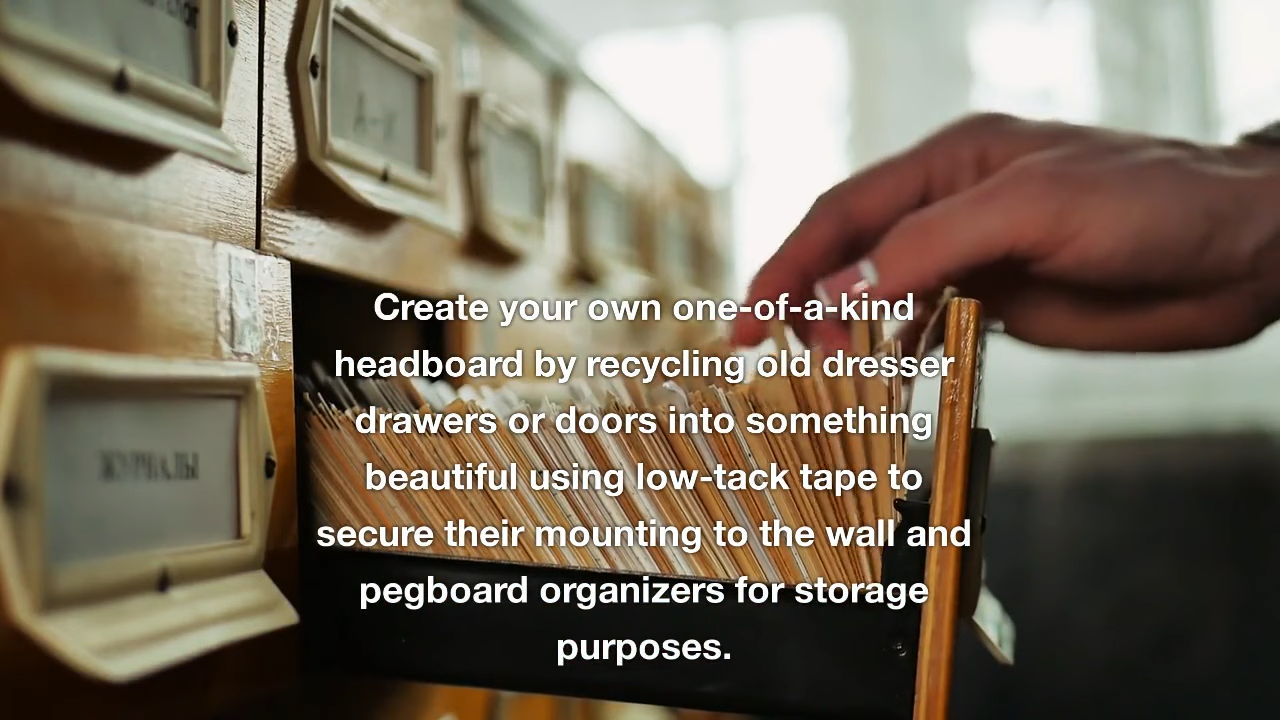 А-К
Create your own one-of-a-kind
headboard by recycling old dresser
drawers or doors into something
beautiful using low-tack tape to
secure their mounting to the wall and
pegboard organizers for storage
purposes.
ЖУРНАЛЫ